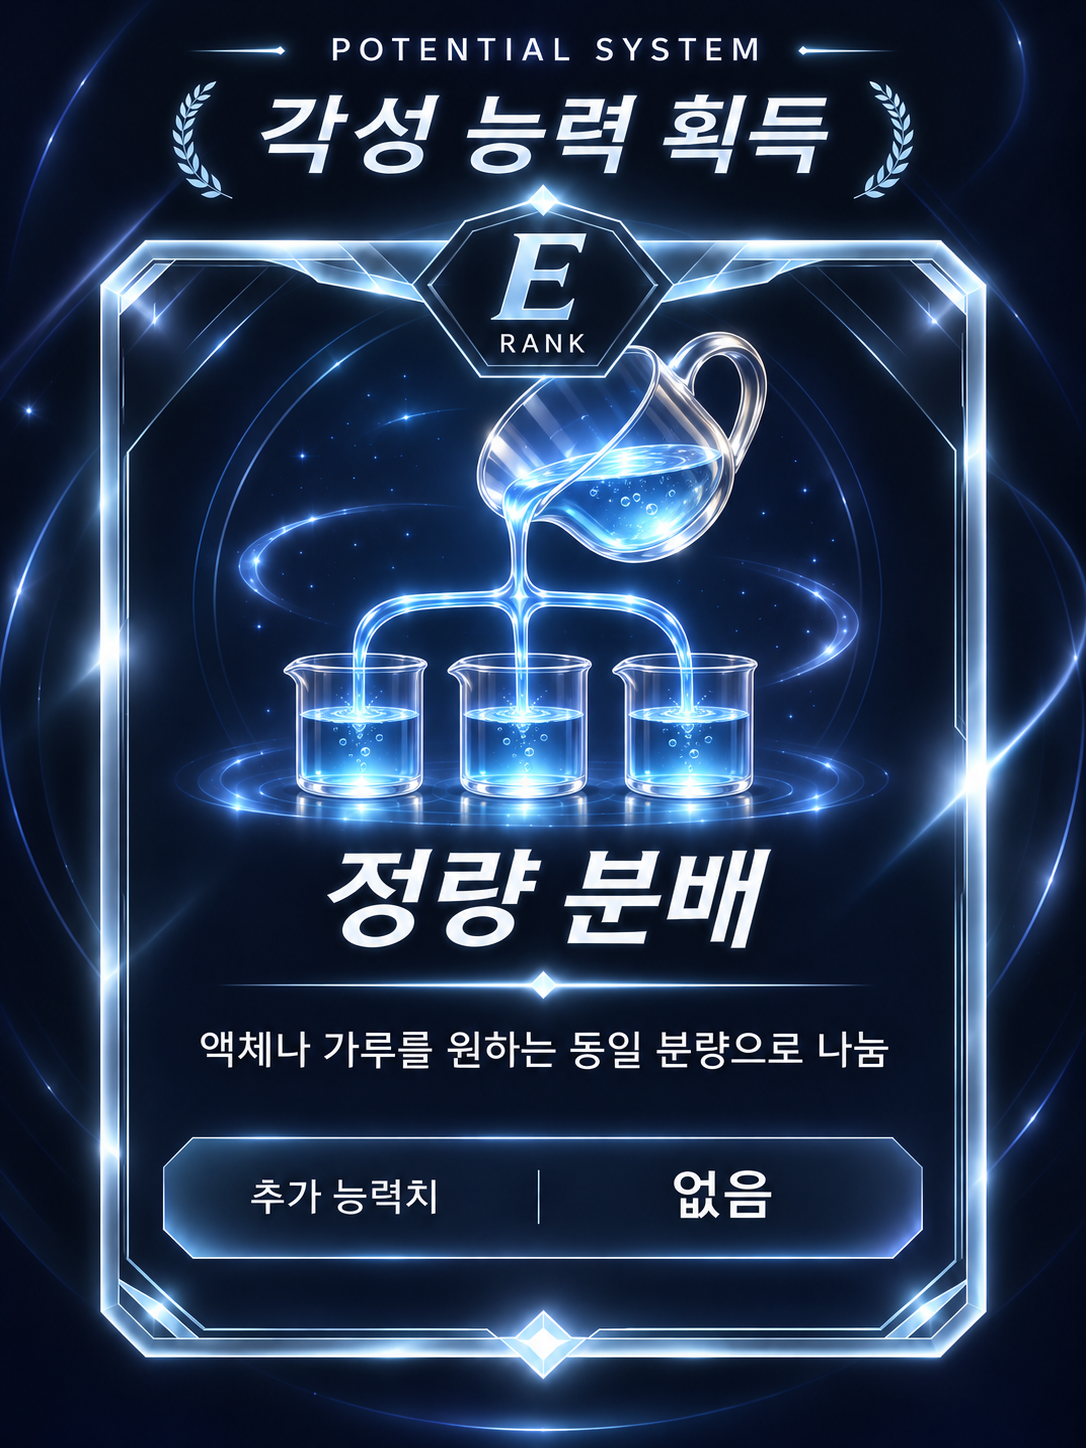 POTENTIAL SYSTEM
각성 능력 획득
E
RANK
정량 분배
액체나 가루를 원하는 동일 분량으로 나눔
추가 능력치
없음